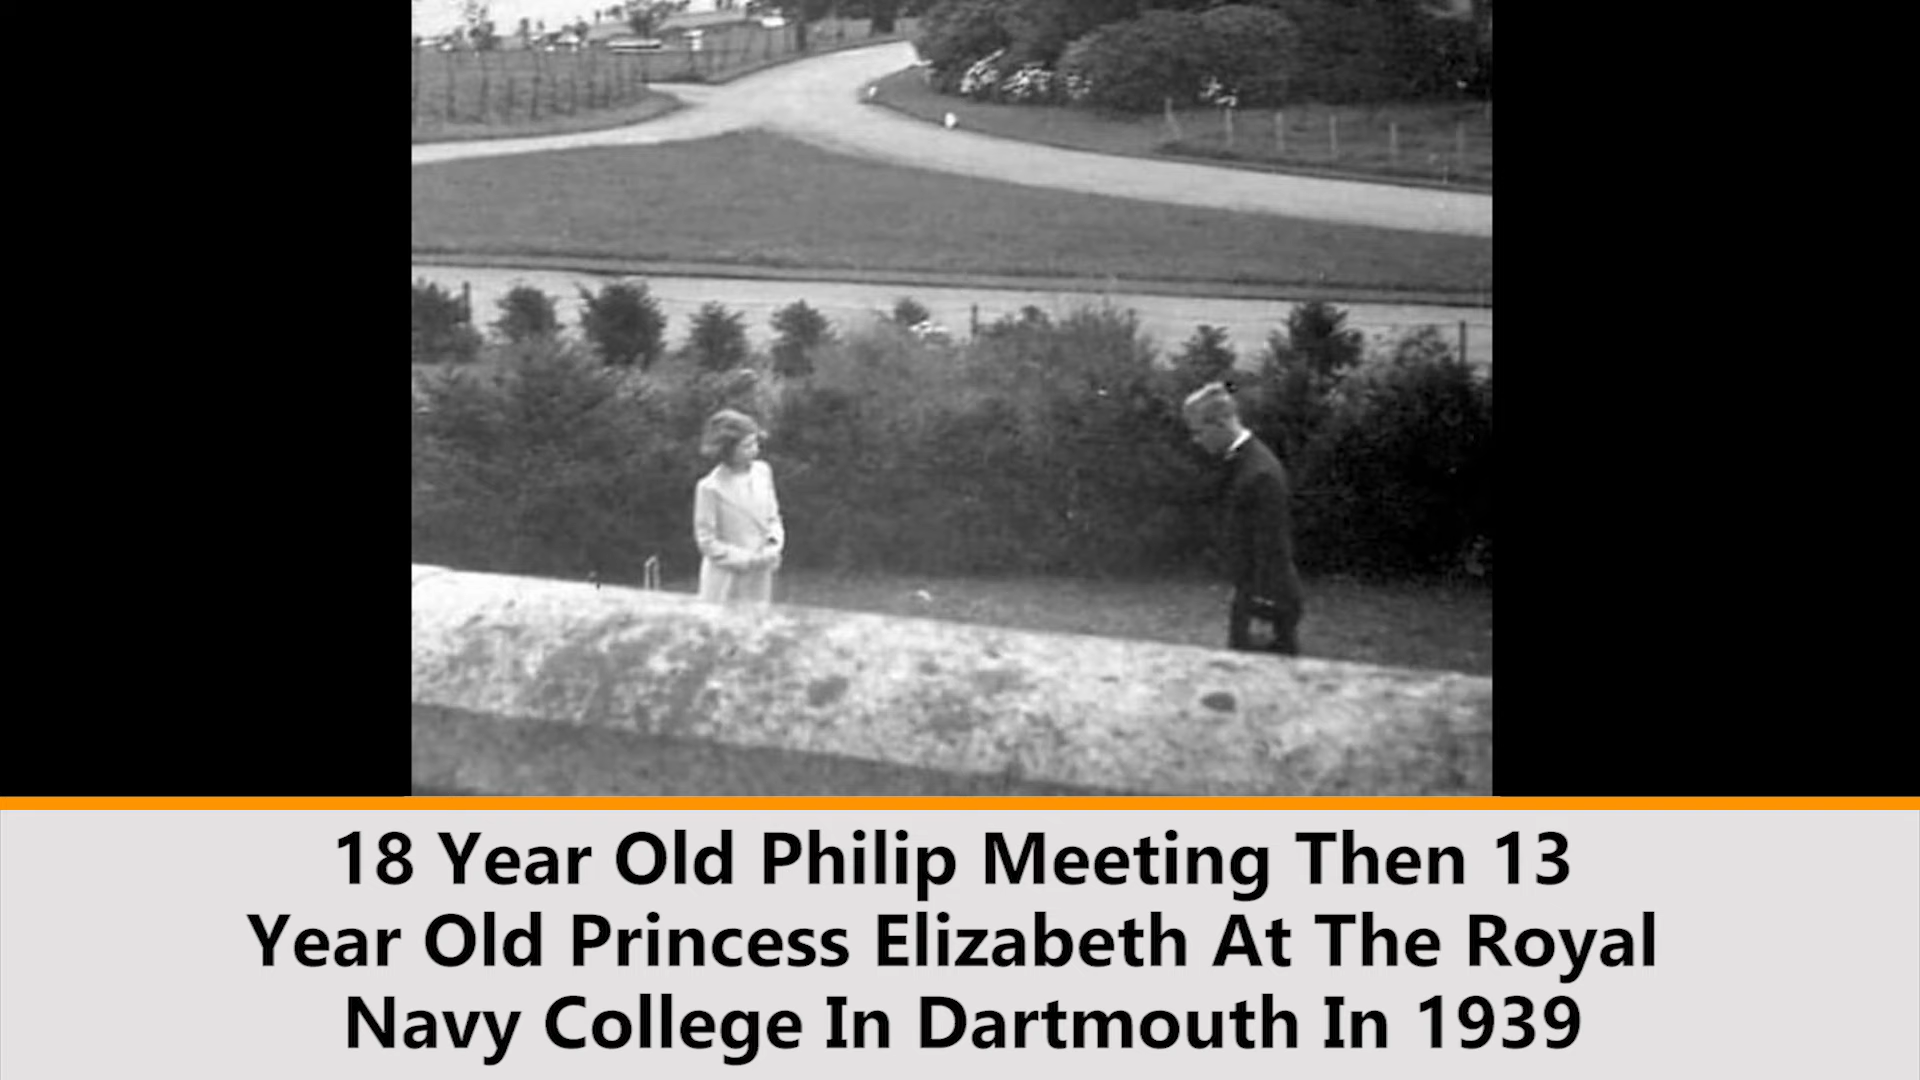 18 Year Old Philip Meeting Then 13
Year Old Princess Elizabeth At The Royal
Navy College In Dartmouth In 1939